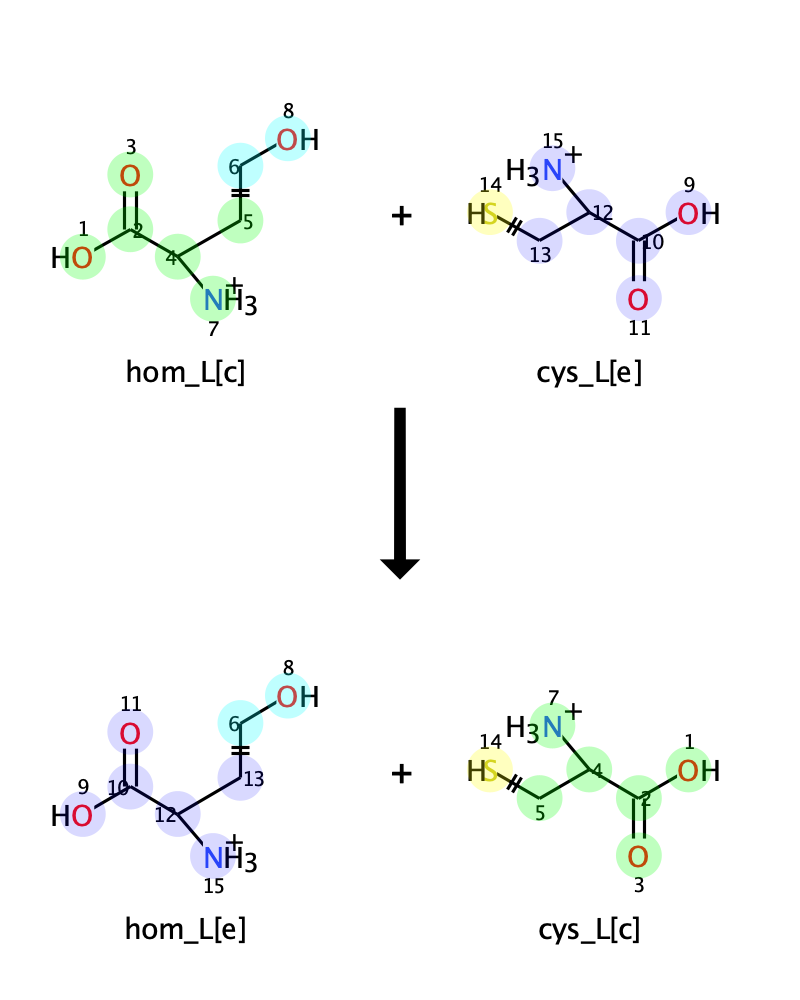 8
3 6 OH 15 +
O H3N
14 9
1 2 5 + HS 12 OH
HO 4 13 10
NH3 + O
7 11
hom_L[c] cys_L[e]
8
11 6 OH 7 +
O H3N
14 1
9 10 13 + HS 4 OH
HO 12 5 2
NH3 + O
15 3
hom_L[e] cys_L[c]